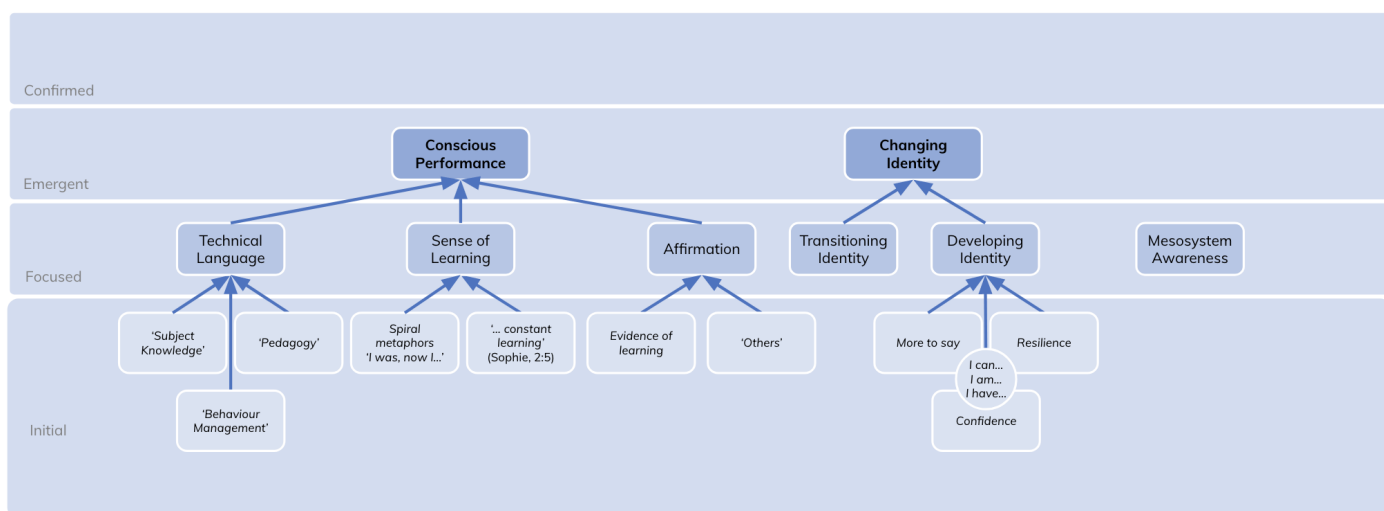 Confirmed
Conscious
Performance
Changing
Identity
Emergent
Technical
Language
Sense of
Learning
Affirmation
Transitioning
Identity
Developing
Identity
Mesosystem
Awareness
Focused
‘Subject
Knowledge’
‘Pedagogy’
Spiral
metaphors
‘I was, now I...’
‘... constant
learning’
(Sophie, 2:5)
Evidence of
learning
‘Others’
More to say
Resilience
I can...
I am...
I have...
Confidence
‘Behaviour
Management’
Initial